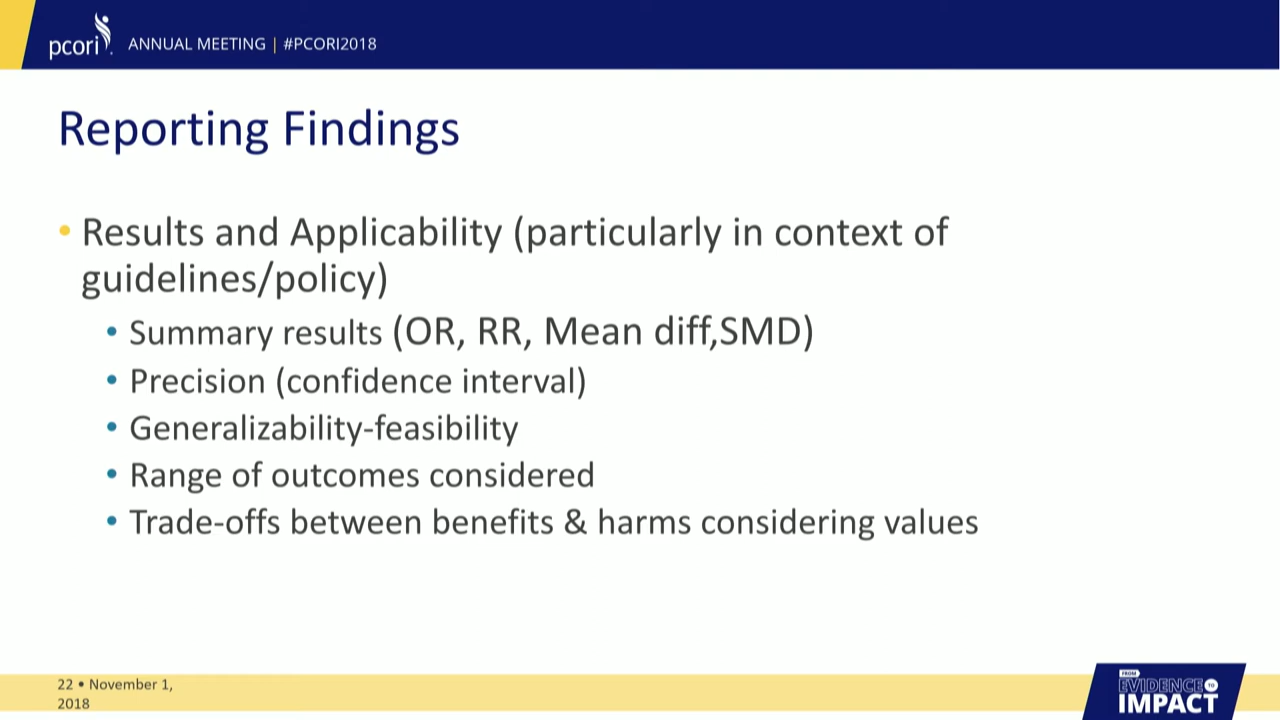 pcori
ANNUAL MEETING | #PCORI2018
Reporting Findings
• Results and Applicability (particularly in context of
guidelines/policy)
• Summary results (OR, RR, Mean diff,SMD)
• Precision (confidence interval)
• Generalizability-feasibility
• Range of outcomes considered
• Trade-offs between benefits & harms considering values
22 • November 1,
2018
FROM
EVIDENCE TO
IMPACT